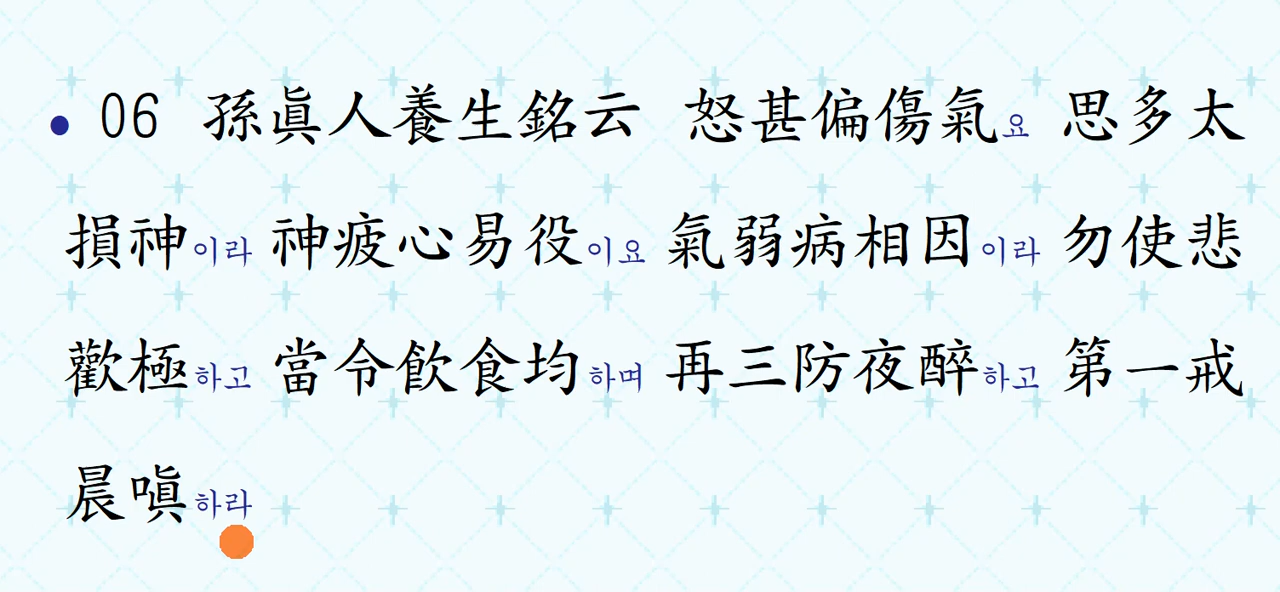 • 06 孫眞人養生銘云 怒甚偏傷氣요 思多太
損神이라 神疲心易役이요 氣弱病相因이라 勿使悲
歡極하고 當令飮食均하며 再三防夜醉하고 第一戒
晨嗔하라